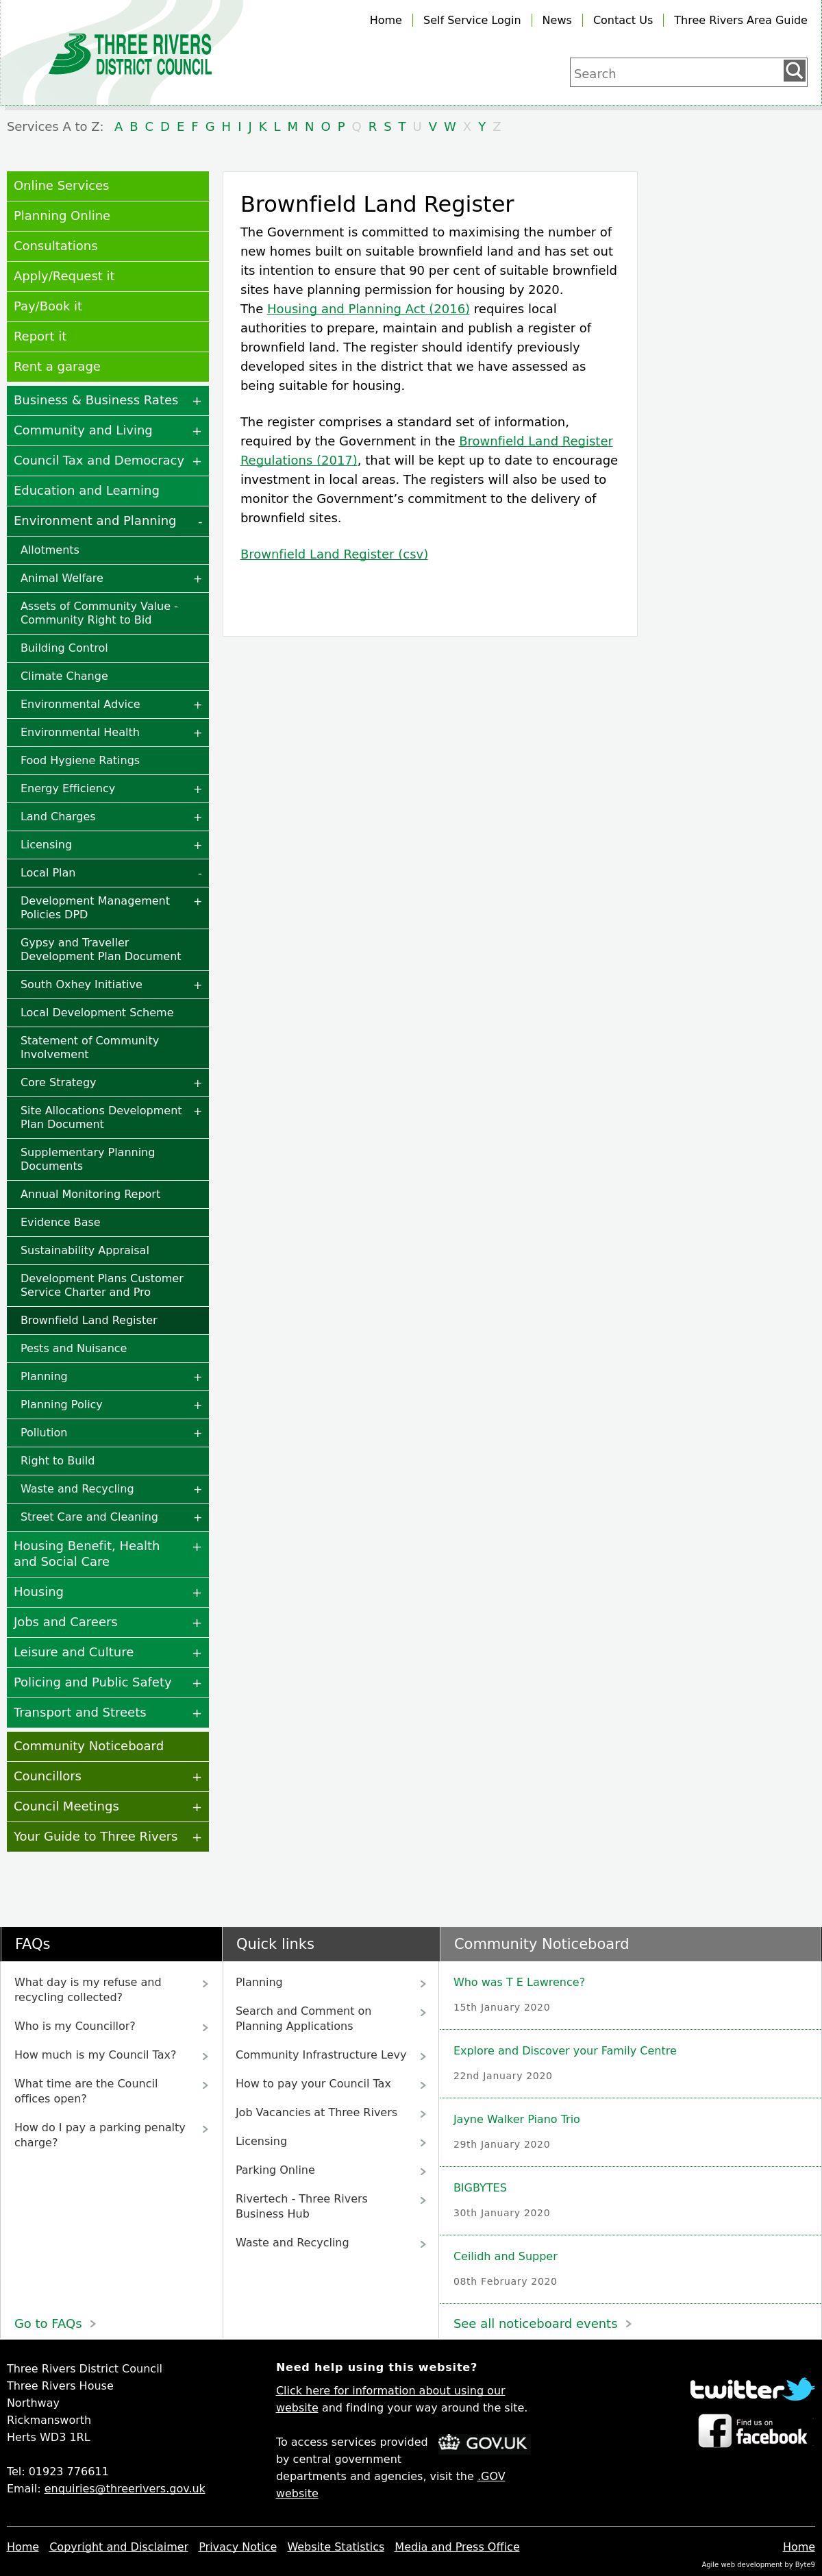 Home
Self Service Login
News
Contact Us
Three Rivers Area Guide
THREE RIVERS
DISTRICT COUNCIL
Search
Services A to Z: A B C D E F G H I J K L M N O P Q R S T U V W X Y Z
Online Services
Planning Online
Consultations
Apply/Request it
Pay/Book it
Report it
Rent a garage
Business & Business Rates +
Community and Living +
Council Tax and Democracy +
Education and Learning
Environment and Planning -
Allotments
Animal Welfare +
Assets of Community Value -
Community Right to Bid
Building Control
Climate Change
Environmental Advice +
Environmental Health +
Food Hygiene Ratings
Energy Efficiency +
Land Charges +
Licensing +
Local Plan -
Development Management +
Policies DPD
Gypsy and Traveller
Development Plan Document
South Oxhey Initiative +
Local Development Scheme
Statement of Community
Involvement
Core Strategy +
Site Allocations Development +
Plan Document
Supplementary Planning
Documents
Annual Monitoring Report
Evidence Base
Sustainability Appraisal
Development Plans Customer
Service Charter and Pro
Brownfield Land Register
Pests and Nuisance
Planning +
Planning Policy +
Pollution +
Right to Build
Waste and Recycling +
Street Care and Cleaning +
Housing Benefit, Health +
and Social Care
Housing +
Jobs and Careers +
Leisure and Culture +
Policing and Public Safety +
Transport and Streets +
Community Noticeboard
Councillors +
Council Meetings +
Your Guide to Three Rivers +
Brownfield Land Register
The Government is committed to maximising the number of
new homes built on suitable brownfield land and has set out
its intention to ensure that 90 per cent of suitable brownfield
sites have planning permission for housing by 2020.
The Housing and Planning Act (2016) requires local
authorities to prepare, maintain and publish a register of
brownfield land. The register should identify previously
developed sites in the district that we have assessed as
being suitable for housing.
The register comprises a standard set of information,
required by the Government in the Brownfield Land Register
Regulations (2017), that will be kept up to date to encourage
investment in local areas. The registers will also be used to
monitor the Government’s commitment to the delivery of
brownfield sites.
Brownfield Land Register (csv)
FAQs
What day is my refuse and
recycling collected?
Who is my Councillor?
How much is my Council Tax?
What time are the Council
offices open?
How do I pay a parking penalty
charge?
Go to FAQs
Quick links
Planning
Search and Comment on
Planning Applications
Community Infrastructure Levy
How to pay your Council Tax
Job Vacancies at Three Rivers
Licensing
Parking Online
Rivertech - Three Rivers
Business Hub
Waste and Recycling
Community Noticeboard
Who was T E Lawrence?
15th January 2020
Explore and Discover your Family Centre
22nd January 2020
Jayne Walker Piano Trio
29th January 2020
BIGBYTES
30th January 2020
Ceilidh and Supper
08th February 2020
See all noticeboard events
Three Rivers District Council
Three Rivers House
Northway
Rickmansworth
Herts WD3 1RL
Tel: 01923 776611
Email: enquiries@threerivers.gov.uk
Need help using this website?
Click here for information about using our
website and finding your way around the site.
To access services provided
by central government
departments and agencies, visit the .GOV
website
GOV.UK
twitter
Find us on
facebook
Home
Copyright and Disclaimer
Privacy Notice
Website Statistics
Media and Press Office
Home
Agile web development by Byte9